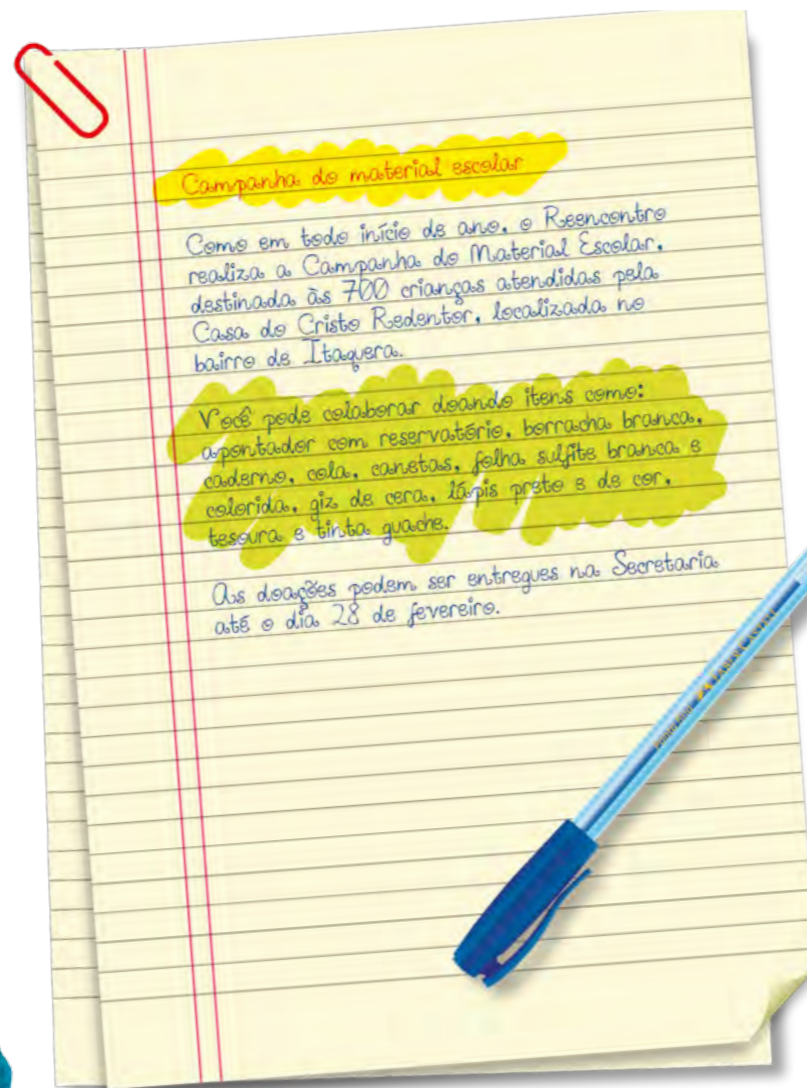 Campanha do material escolar
Como em todo início de ano, o Reencontro
realiza a Campanha do Material Escolar,
destinada às 700 crianças atendidas pela
Casa do Cristo Redentor, localizada no
bairro de Itaquera.
Você pode colaborar doando itens como:
apontador com reservatório, borracha branca,
caderno, cola, canetas, folha sulfite branca e
colorida, giz de cera, lápis preto e de cor,
tesoura e tinta guache.
As doações podem ser entregues na Secretaria
até o dia 28 de fevereiro.